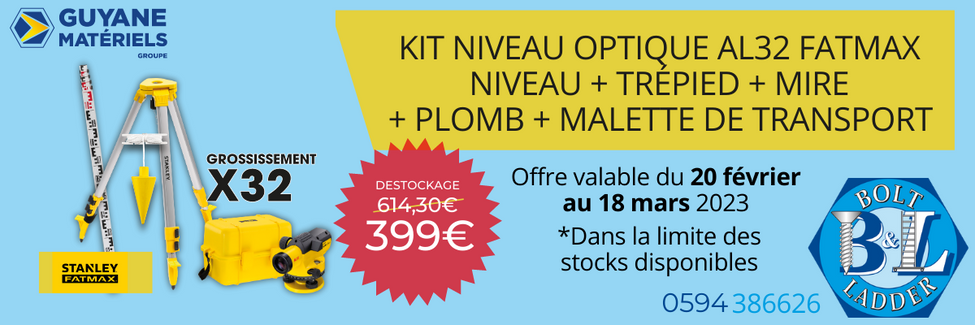 GUYANE
MATÉRIELS
GROUPE
KIT NIVEAU OPTIQUE AL32 FATMAX
NIVEAU + TRÉPIED + MIRE
+ PLOMB + MALETTE DE TRANSPORT
STANLEY
GROSSISSEMENT
X32
STANLEY
FATMAX
DESTOCKAGE
614,30€
399€
Offre valable du 20 février
au 18 mars 2023
*Dans la limite des
stocks disponibles
0594 386626
BOLT
B&L
LADDER